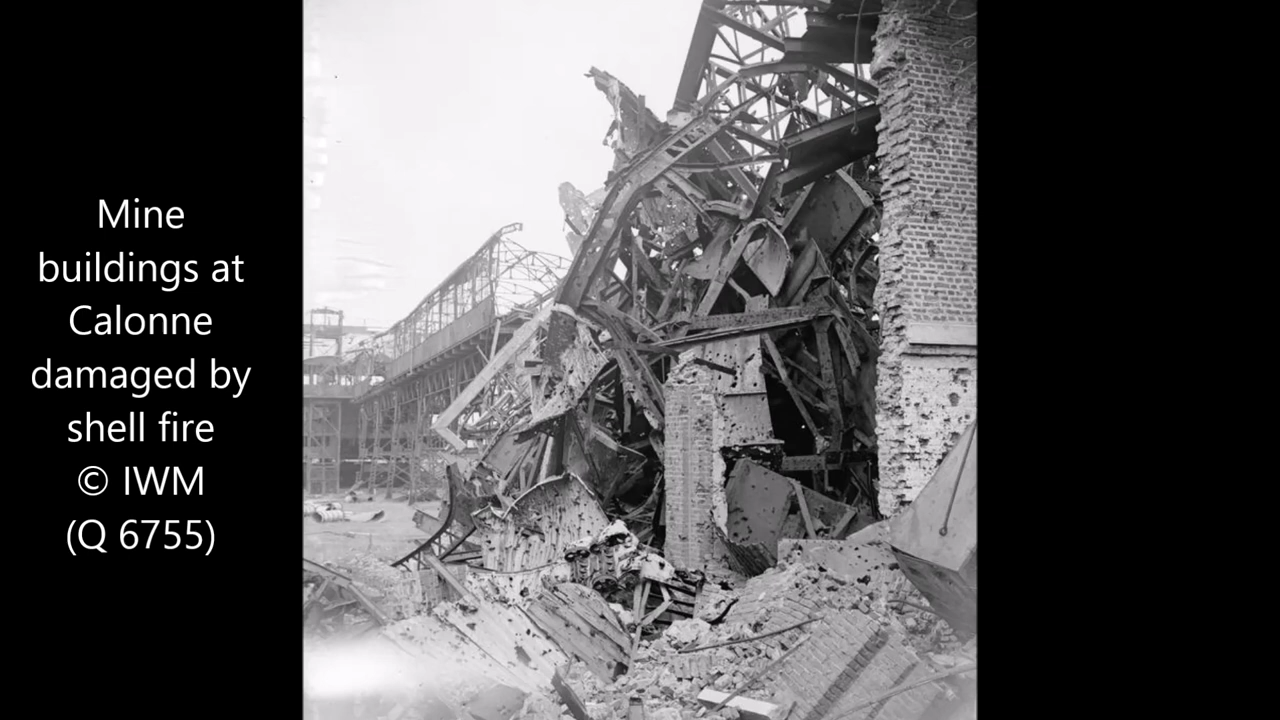 Mine
buildings at
Calonne
damaged by
shell fire
© IWM
(Q 6755)